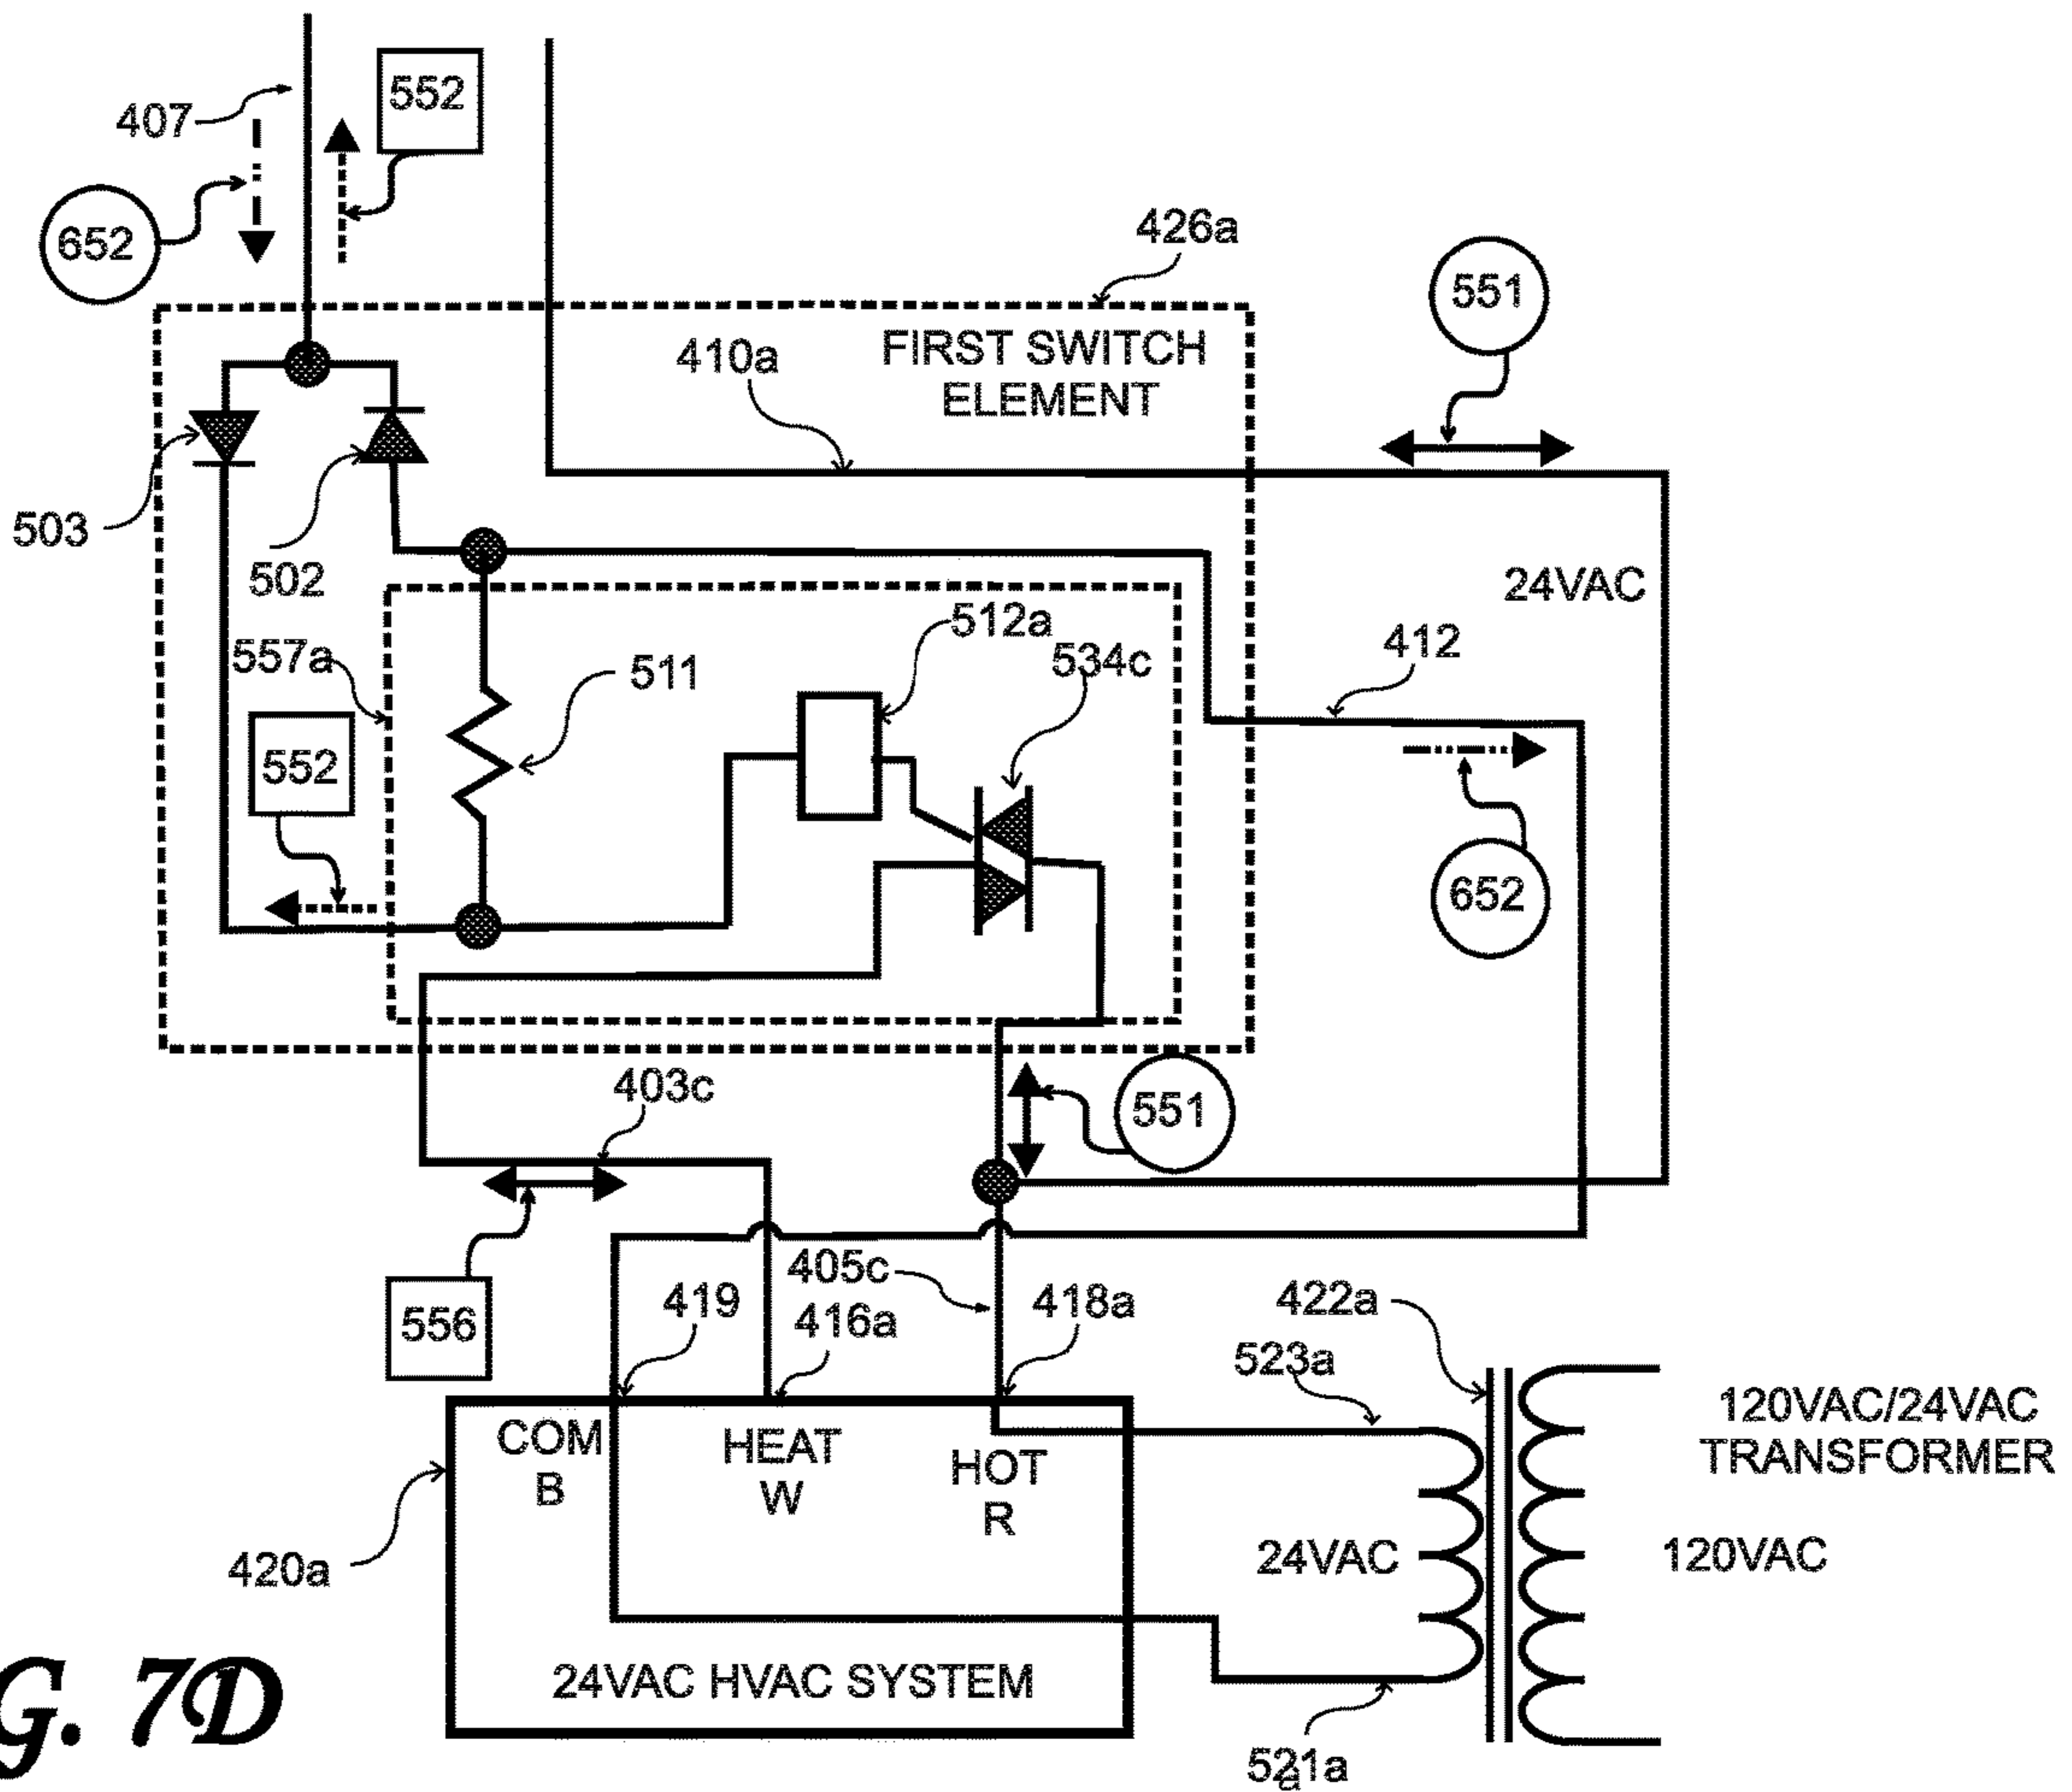 552
407
652
426a
551
FIRST SWITCH
ELEMENT
410a
503
502
24VAC
512a
557a
511
534c
412
552
652
403c
551
405c
419
416a
418a
422a
556
523a
COM
B
HEAT
W
HOT
R
120VAC/24VAC
TRANSFORMER
420a
24VAC
120VAC
24VAC HVAC SYSTEM
521a
a
G. 7D